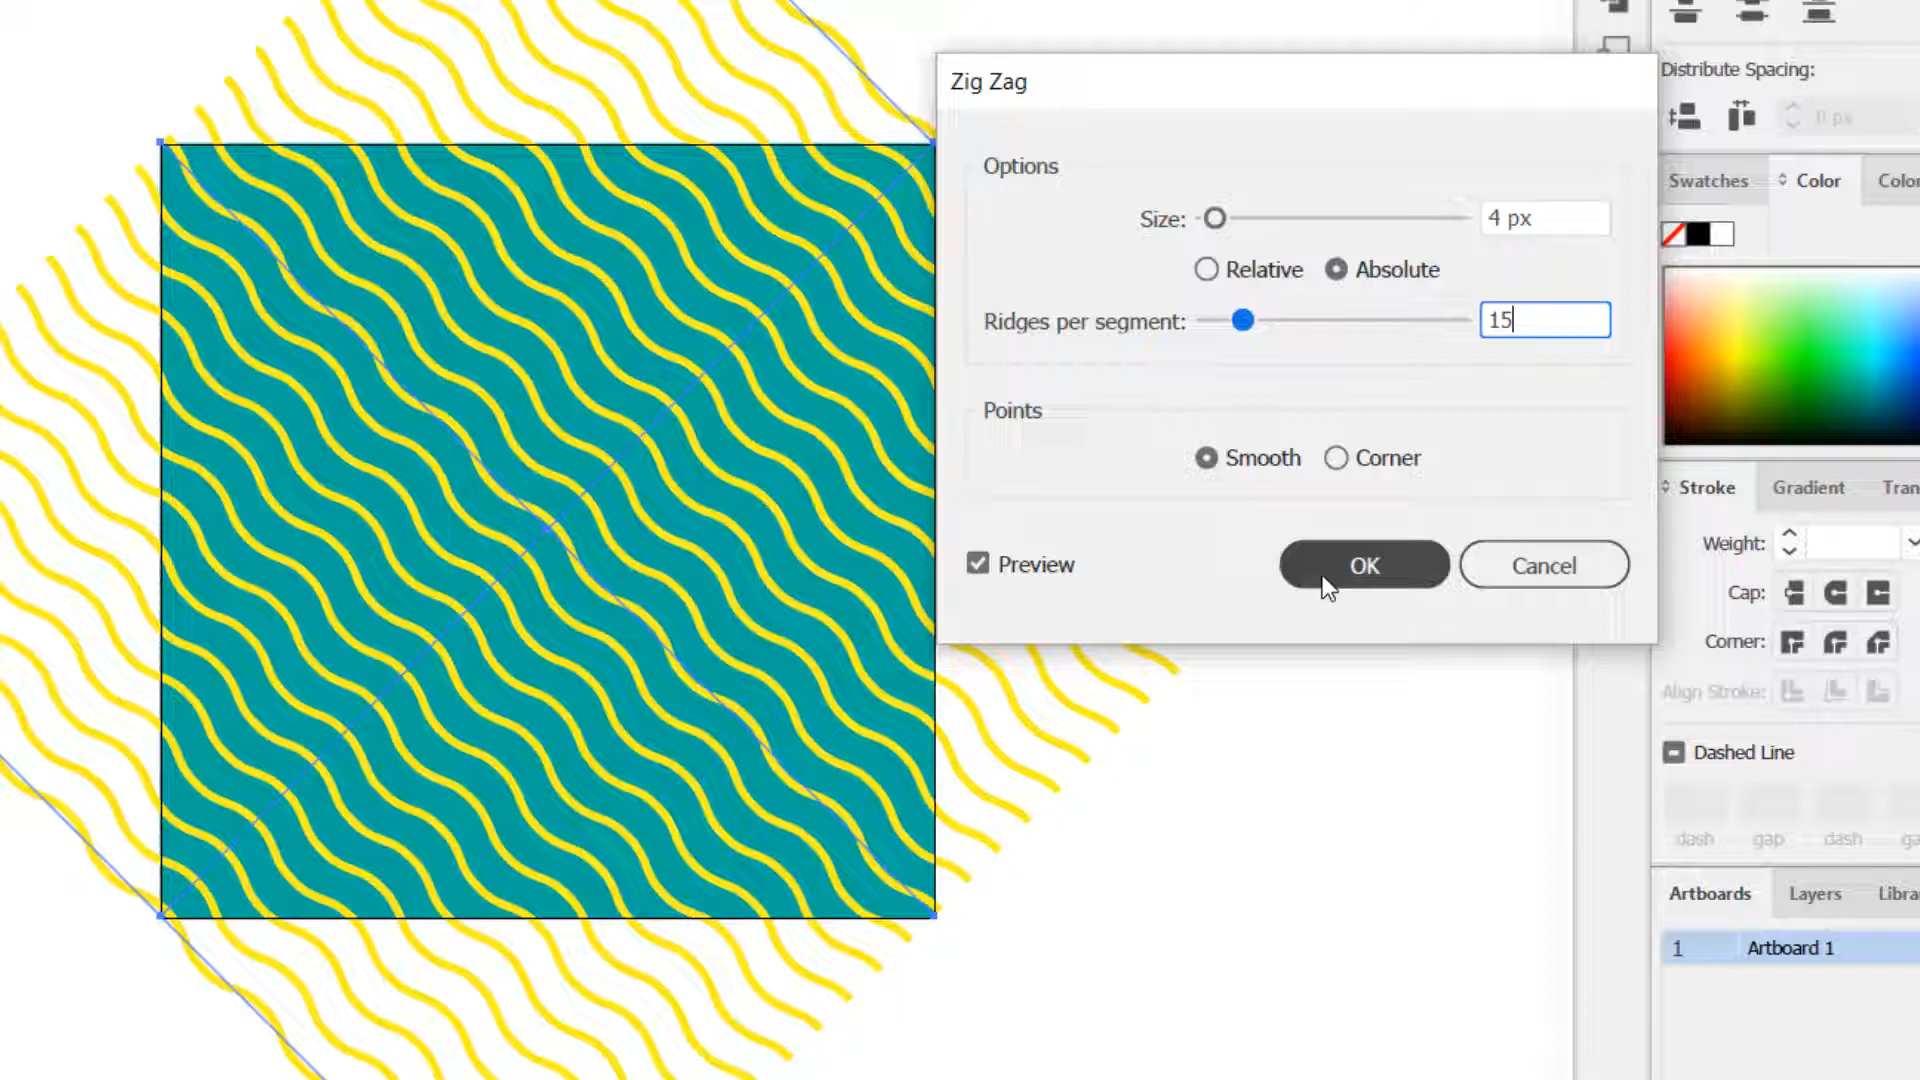 Zig Zag
Options
Size: 4 px
Relative Absolute
Ridges per segment: 15
Points
Smooth Corner
Preview
OK Cancel
Distribute Spacing:
0 px
Swatches Color
Stroke Gradient
Weight:
Cap:
Corner:
Align Stroke:
Dashed Line
dash gap dash
Artboards Layers
1 Artboard 1